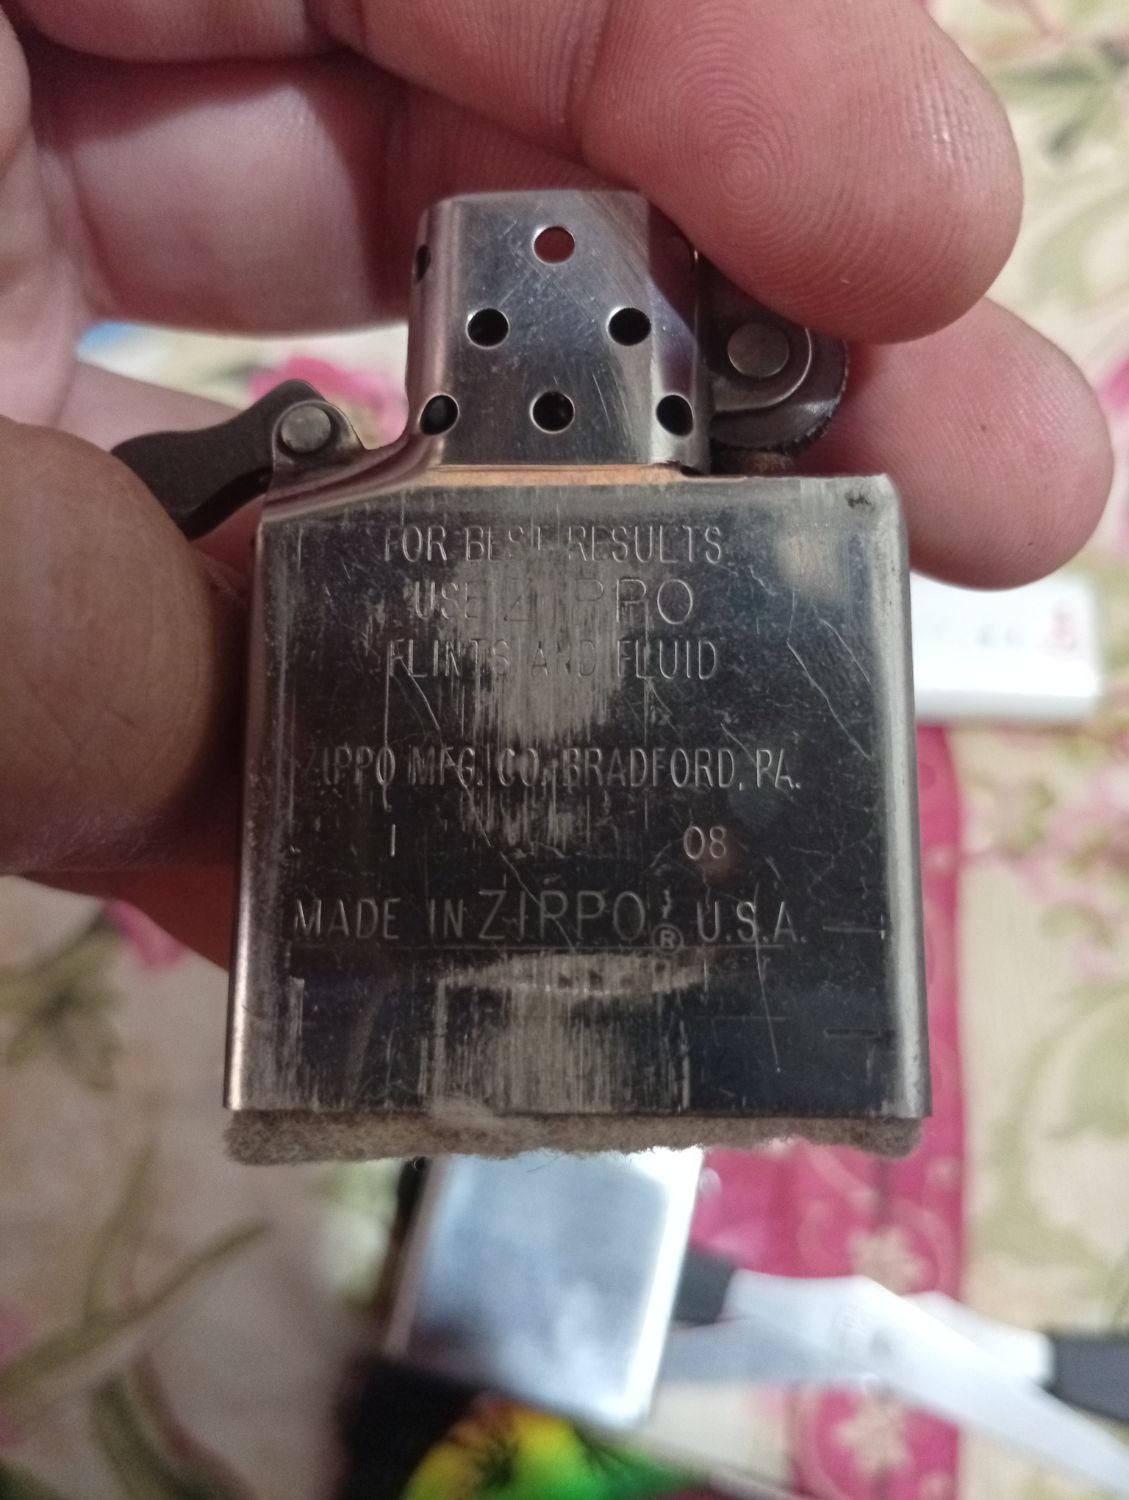 FOR BEST RESULTS
USE ZIPPO
FLINTS AND FLUID
ZIPPO MFG. CO. BRADFORD, PA.
I 08
MADE IN ZIPPO® U.S.A.